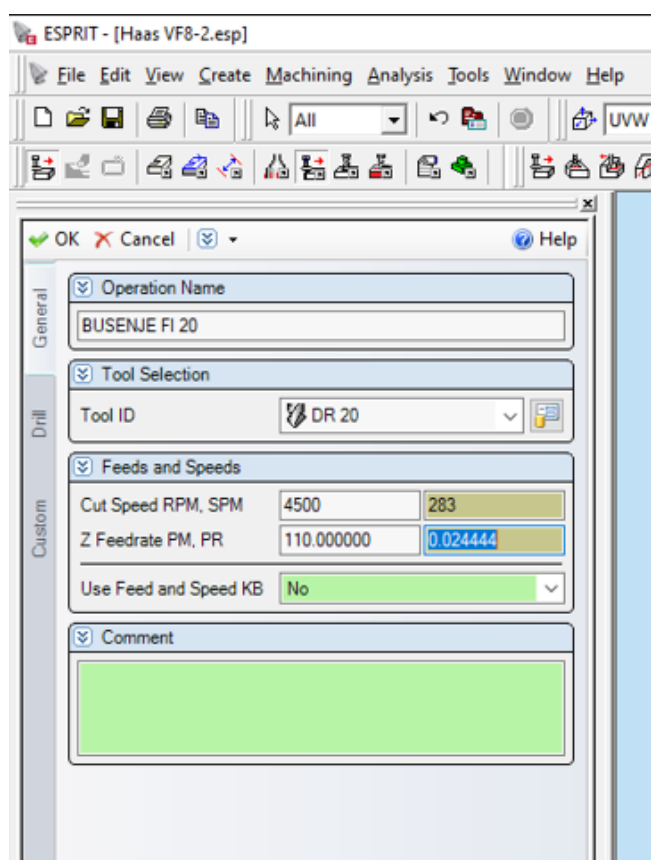 ESPRIT - [Haas VF8-2.esp]
File Edit View Create Machining Analysis Tools Window Help
All UVW
OK Cancel Help
General
Drill
Custom
Operation Name
BUSENJE FI 20
Tool Selection
Tool ID DR 20
Feeds and Speeds
Cut Speed RPM, SPM 4500 283
Z Feedrate PM, PR 110.000000 0.024444
Use Feed and Speed KB No
Comment